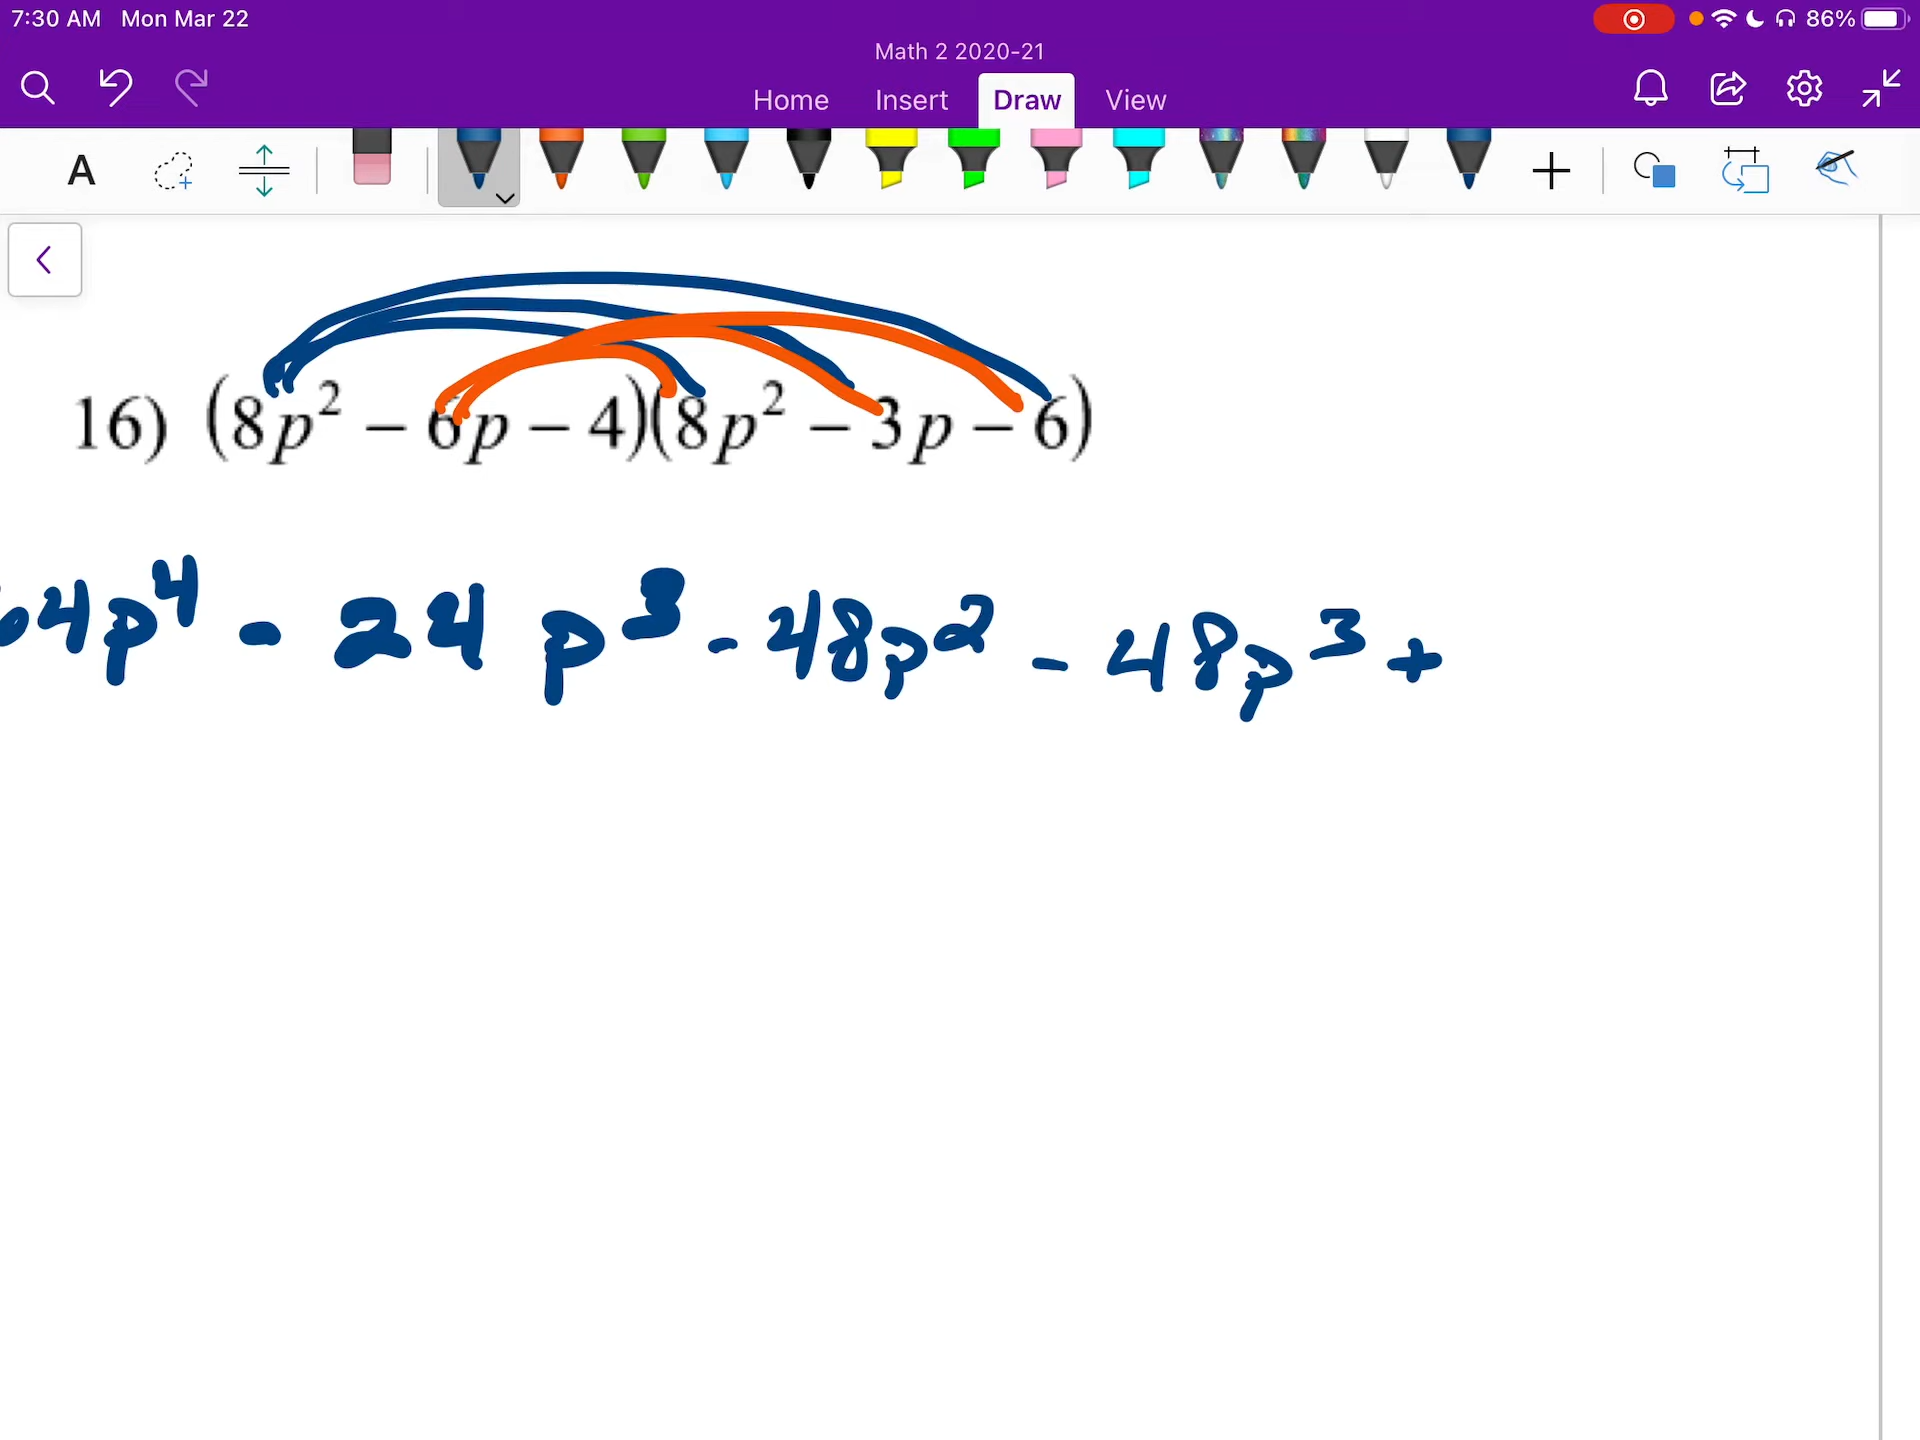 7:30 AM Mon Mar 22
86%
Math 2 2020-21
Home Insert Draw View
A
16) (8p² − 6p − 4)(8p² − 3p − 6)
64p⁴ - 24p³ - 48p² - 48p³ +